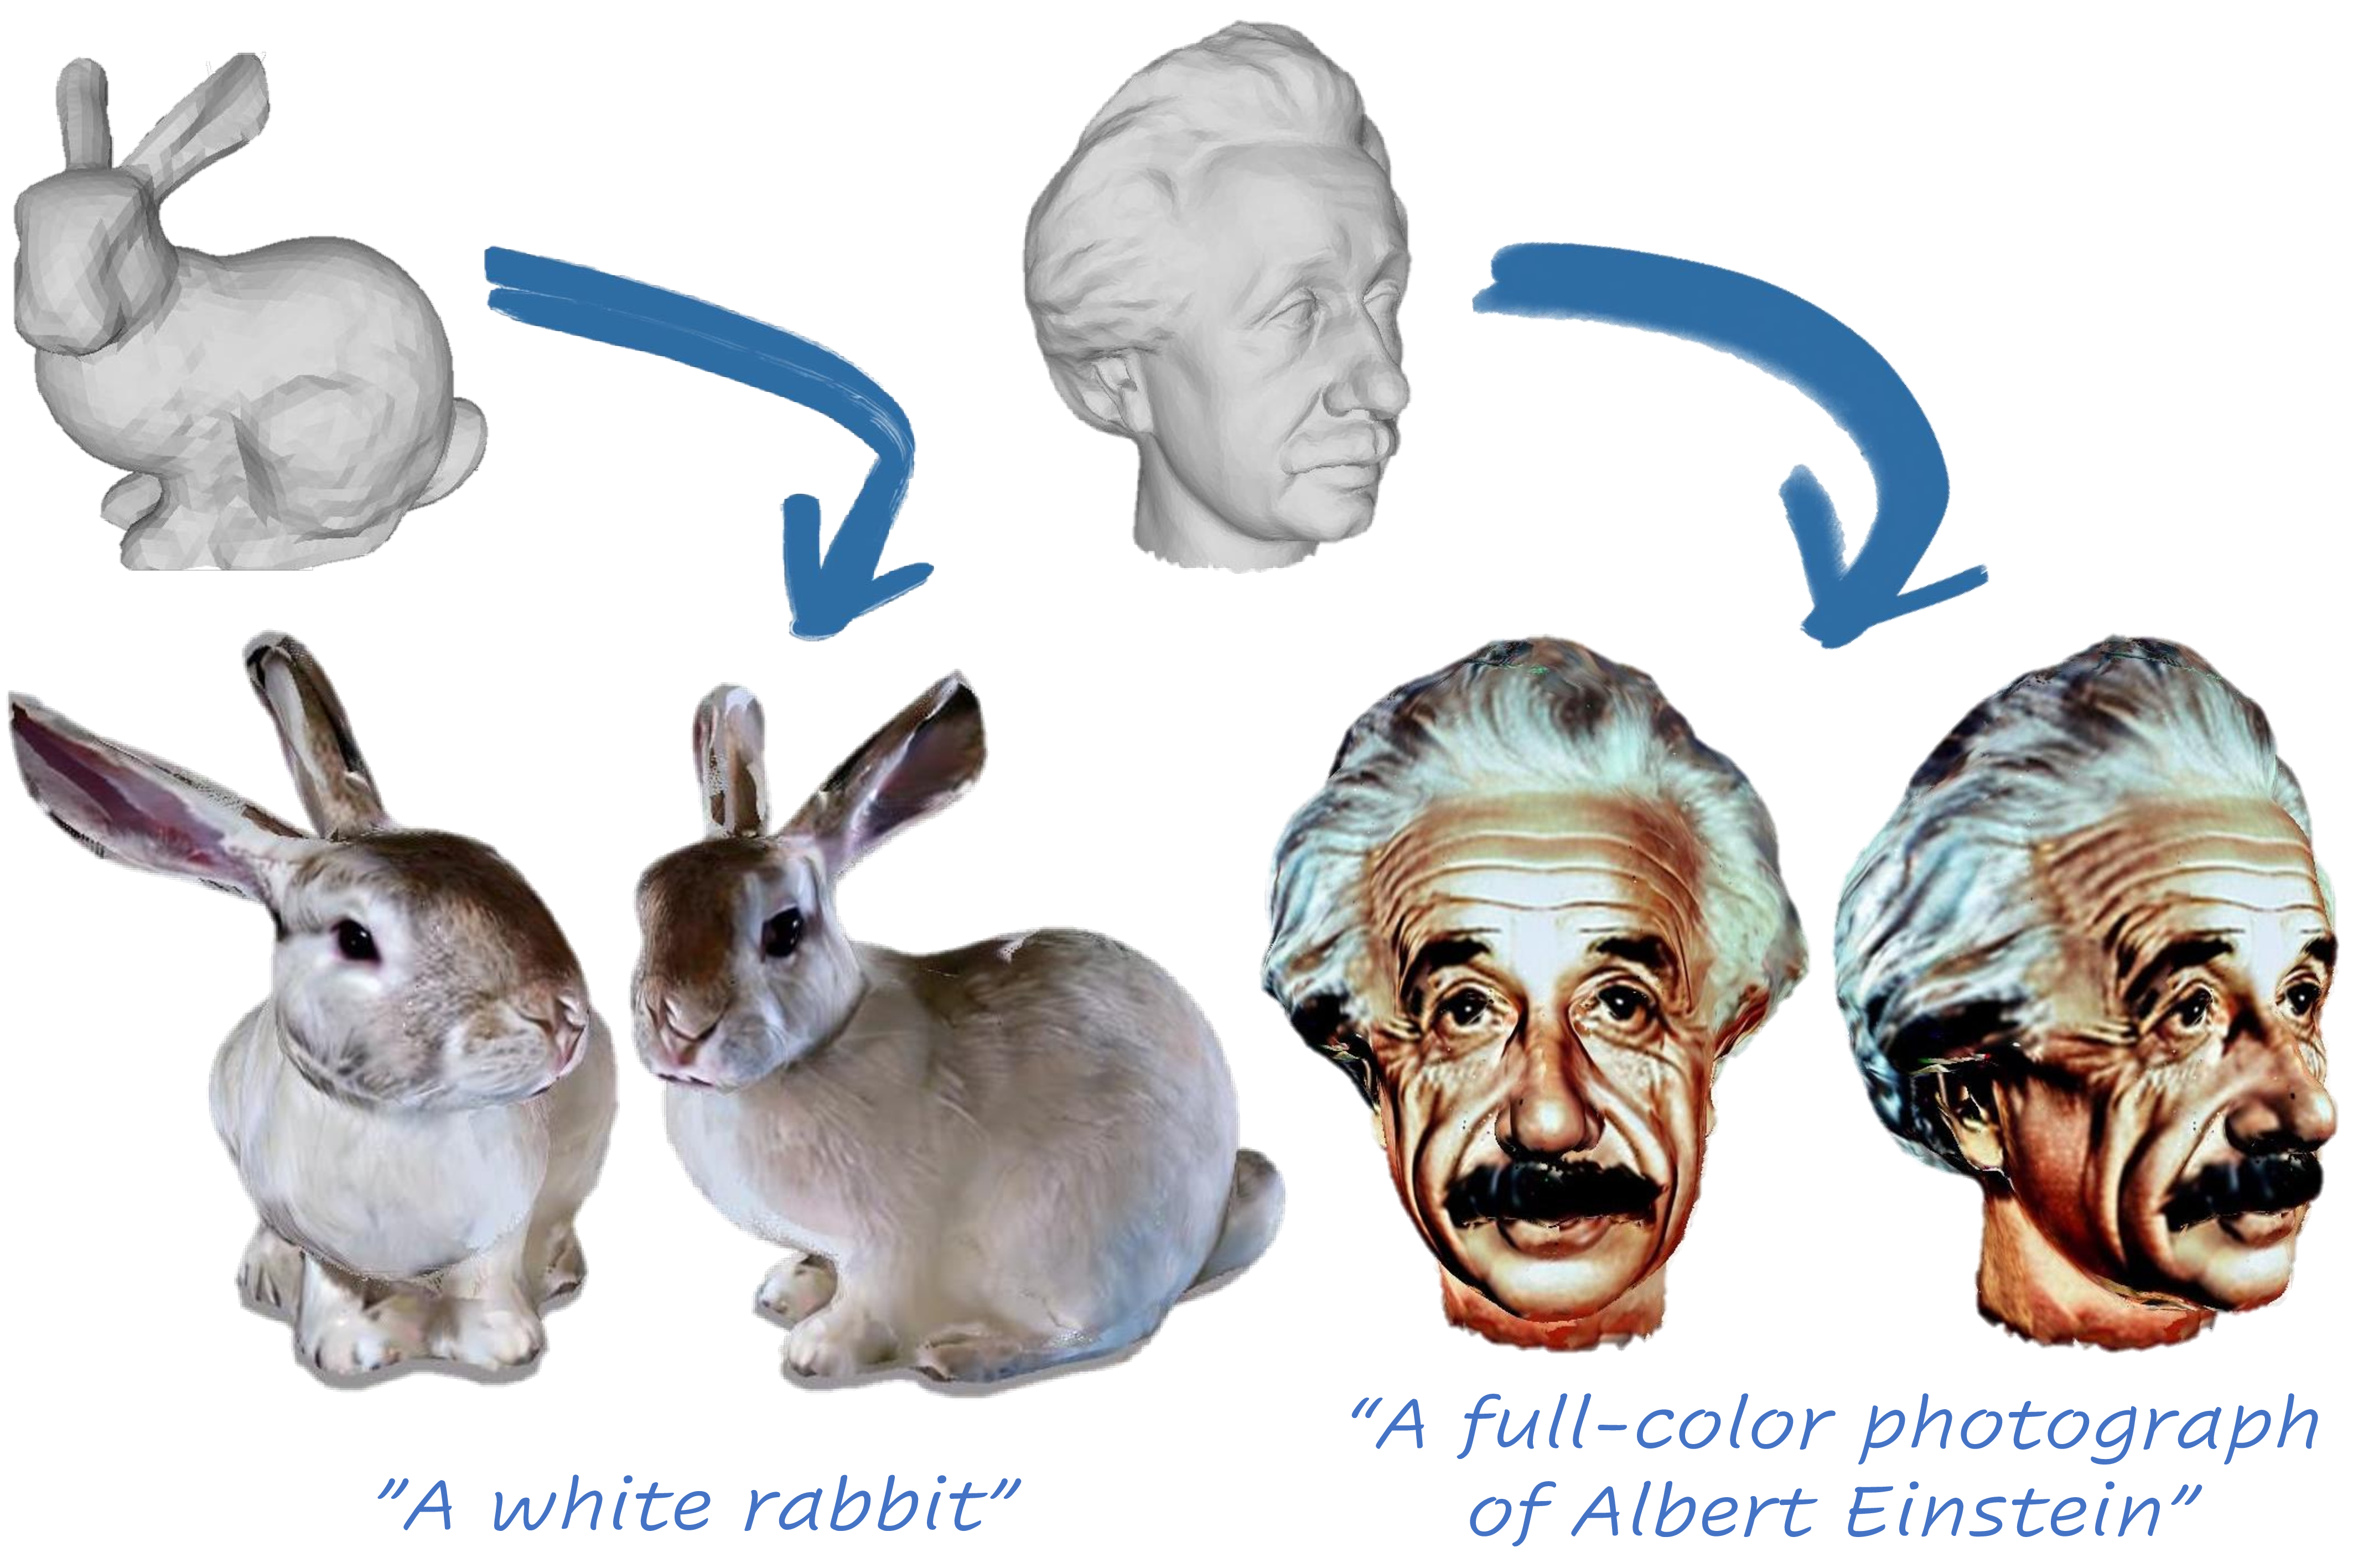 ”A white rabbit”
“A full-color photograph
of Albert Einstein”